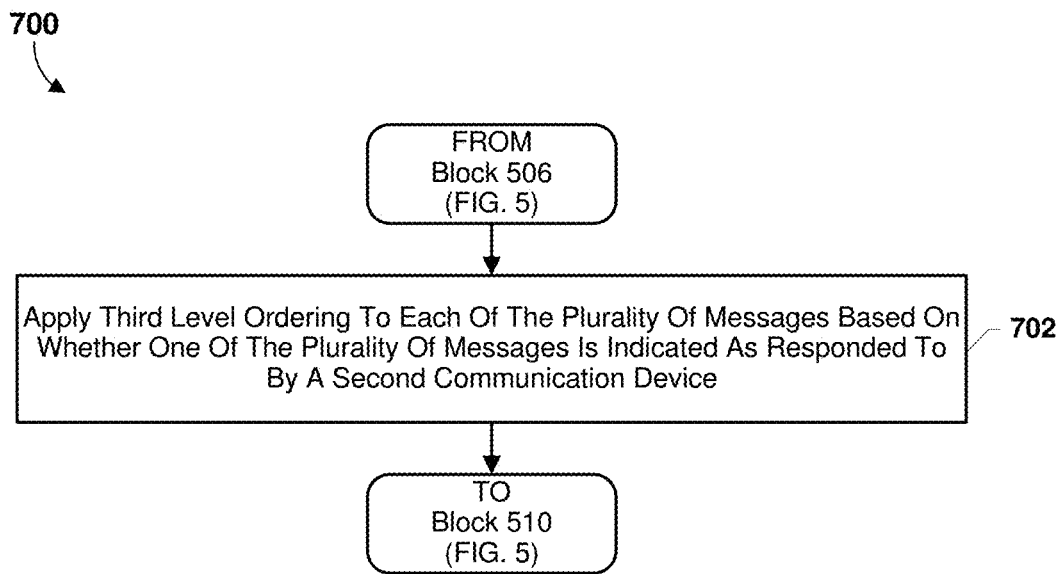 700
FROM
Block 506
(FIG. 5)
Apply Third Level Ordering To Each Of The Plurality Of Messages Based On
Whether One Of The Plurality Of Messages Is Indicated As Responded To
By A Second Communication Device
702
TO
Block 510
(FIG. 5)